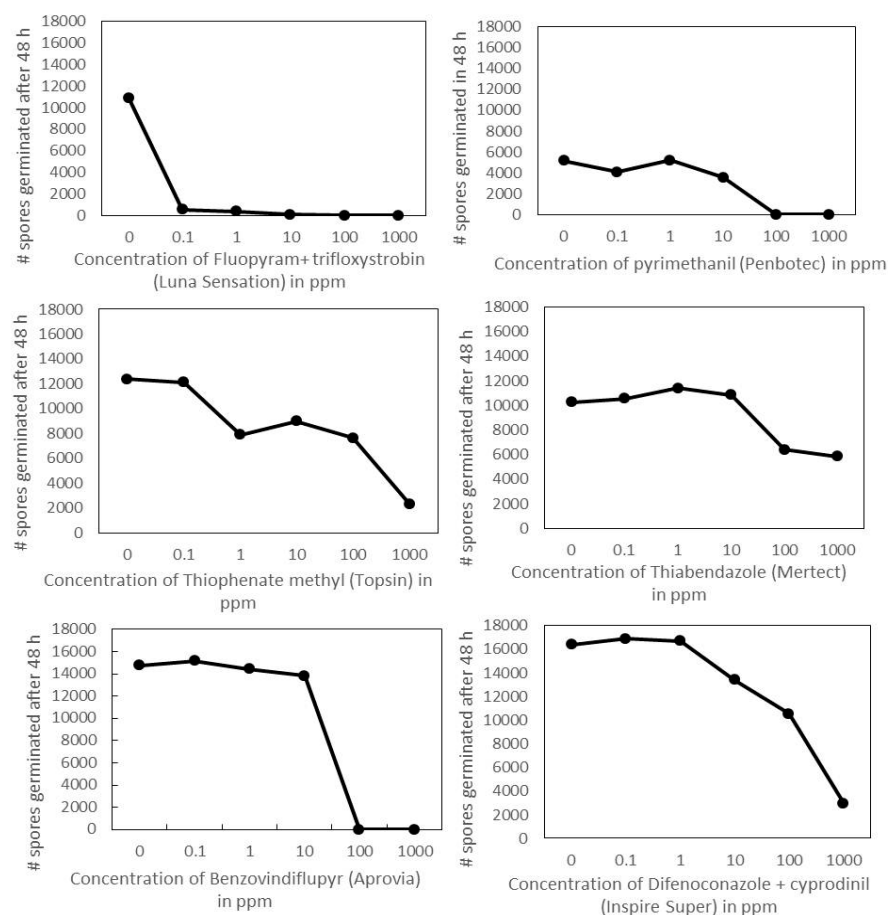 # spores germinated after 48 h
18000
16000
14000
12000
10000
8000
6000
4000
2000
0
0 0.1 1 10 100 1000
Concentration of Fluopyram+ trifloxystrobin
(Luna Sensation) in ppm
# spores germinated in 48 h
18000
16000
14000
12000
10000
8000
6000
4000
2000
0
0 0.1 1 10 100 1000
Concentration of pyrimethanil (Penbotec) in ppm
# spores germinated after 48 h
18000
16000
14000
12000
10000
8000
6000
4000
2000
0
0 0.1 1 10 100 1000
Concentration of Thiophenate methyl (Topsin) in
ppm
# spores germinated after 48 h
18000
16000
14000
12000
10000
8000
6000
4000
2000
0
0 0.1 1 10 100 1000
Concentration of Thiabendazole (Mertect)
in ppm
# spores germinated after 48 h
18000
16000
14000
12000
10000
8000
6000
4000
2000
0
0 0.1 1 10 100 1000
Concentration of Benzovindiflupyr (Aprovia)
in ppm
# spores germinated after 48 h
18000
16000
14000
12000
10000
8000
6000
4000
2000
0
0 0.1 1 10 100 1000
Concentration of Difenoconazole + cyprodinil
(Inspire Super) in ppm